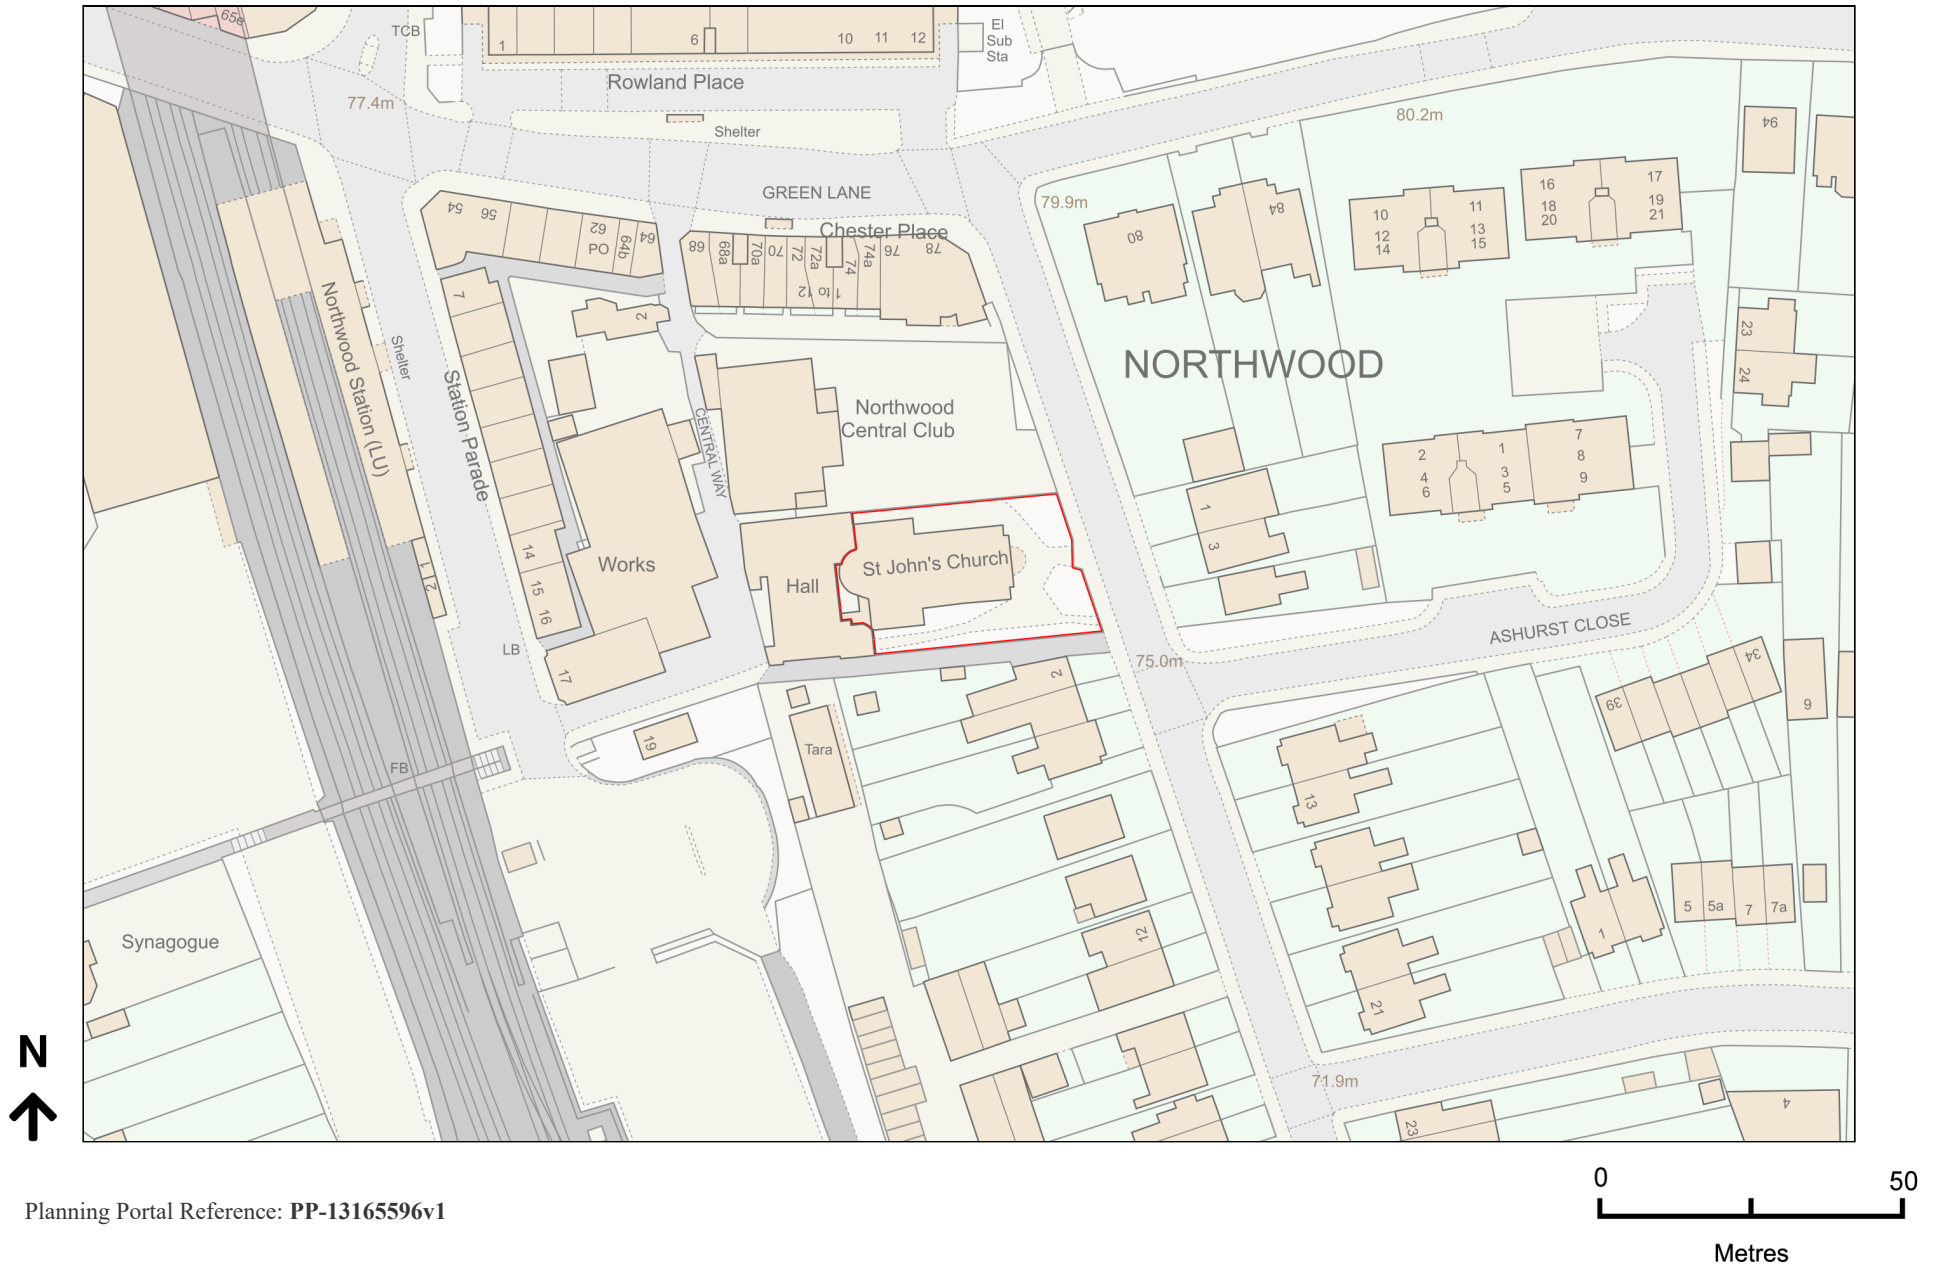 65e
TCB
1
6
10
11
12
El
Sub
Sta
Rowland Place
77.4m
Shelter
80.2m
94
GREEN LANE
79.9m
Chester Place
54
56
62
PO
64b
64
68
68a
70a
70
72
72a
74
74a
76
78
1 to 12
80
84
10
12
14
11
13
15
16
18
20
17
19
21
7
2
Northwood Station (LU)
Shelter
Station Parade
NORTHWOOD
23
24
CENTRAL WAY
Northwood
Central Club
2
4
6
1
3
5
7
8
9
1
3
14
15
16
Works
Hall
St John's Church
1
2
LB
17
75.0m
ASHURST CLOSE
2
34
39
9
19
Tara
FB
13
Synagogue
12
1
5
5a
7
7a
21
71.9m
23
4
N
0
50
Metres
Planning Portal Reference: PP-13165596v1